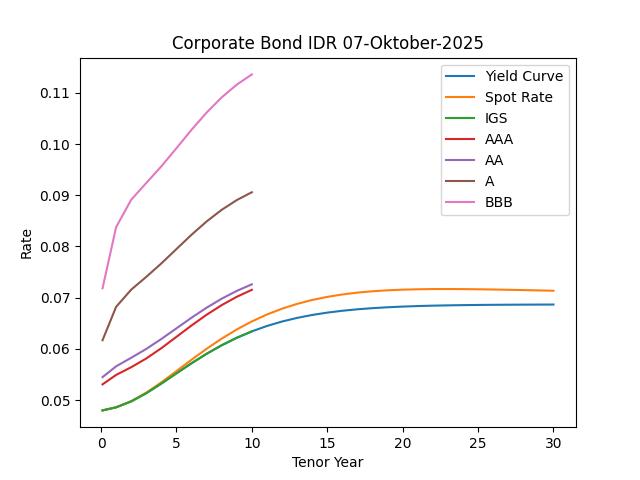 Corporate Bond IDR 07-Oktober-2025
Yield Curve
Spot Rate
IGS
AAA
AA
A
BBB
0.11
0.10
0.09
0.08
0.07
0.06
0.05
Rate
0
5
10
15
20
25
30
Tenor Year